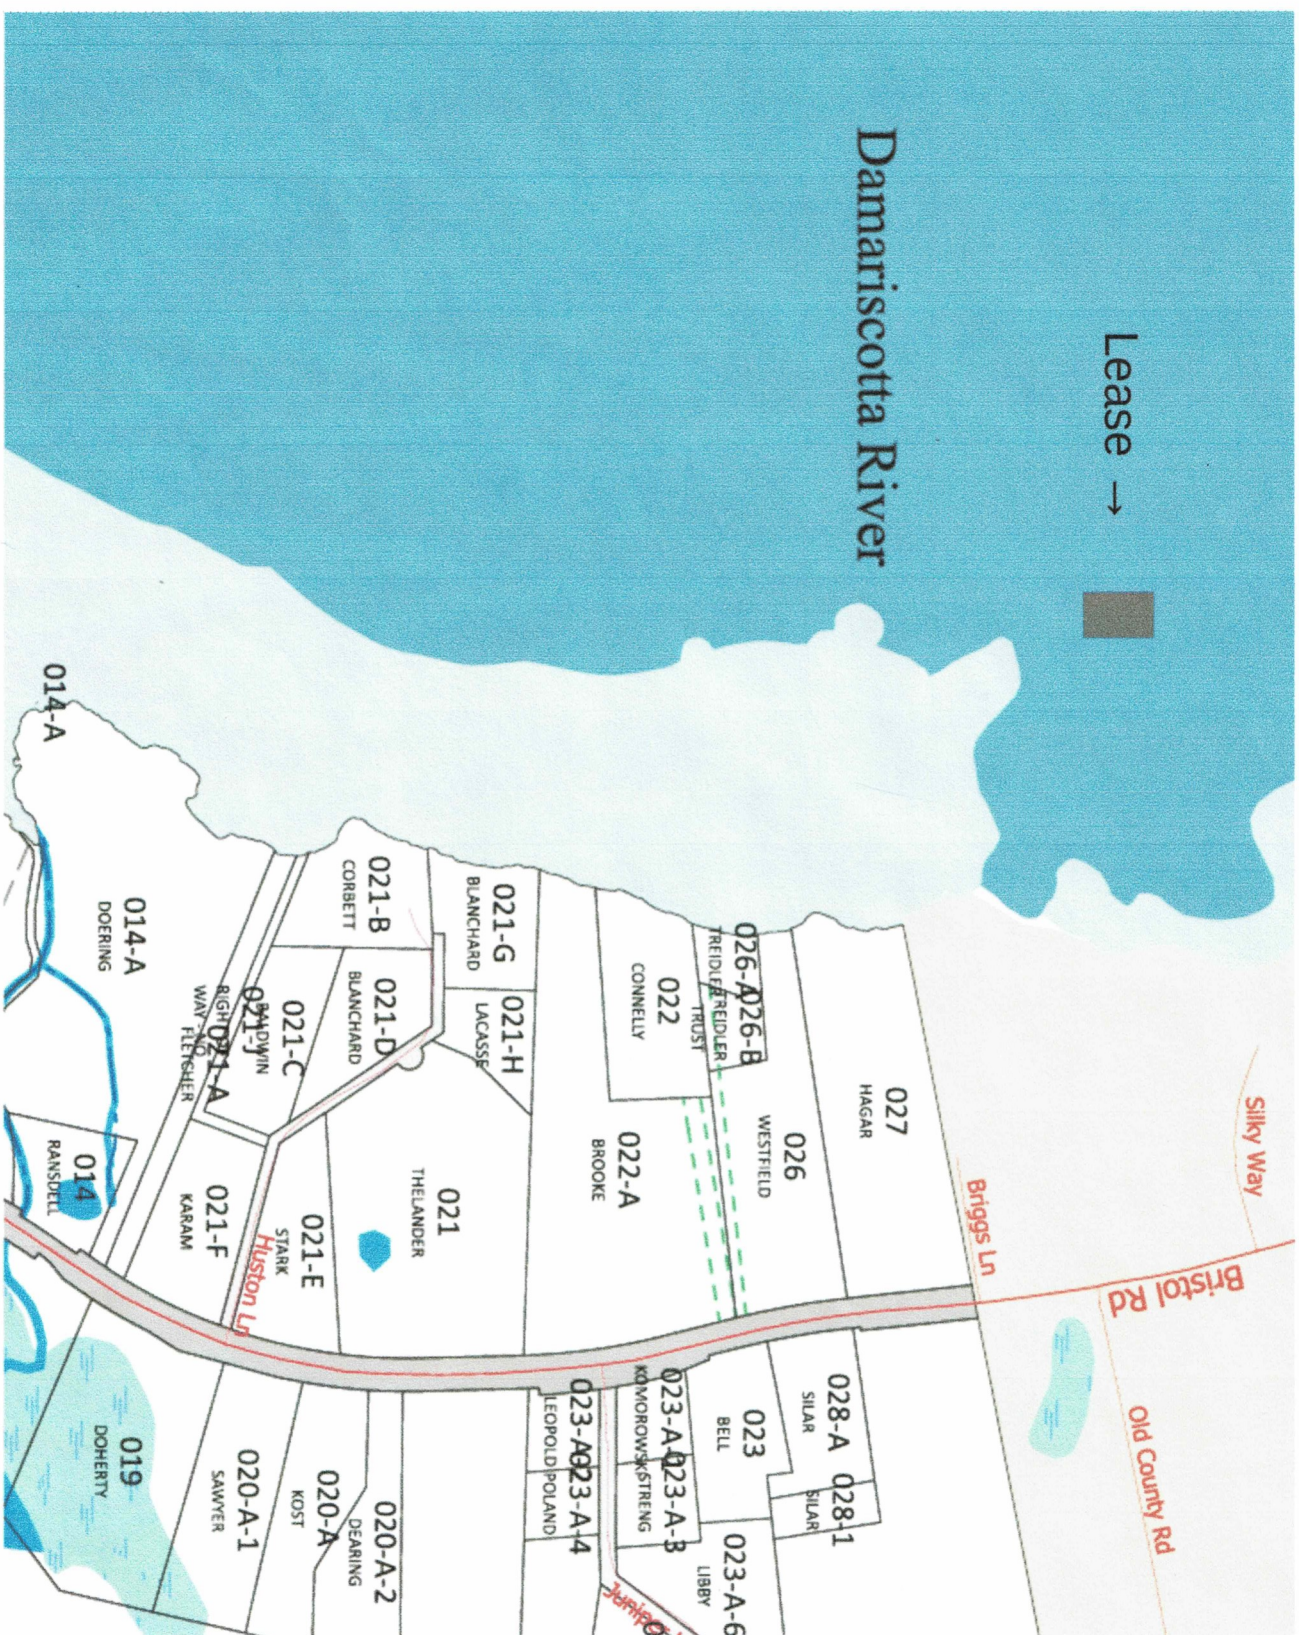 Damariscotta River
Lease →
Silky Way
Briggs Ln
Bristol Rd
Old County Rd
027
HAGAR
026
WESTFIELD
026-A
TREIDLER
026-B
TREIDLER
TRUST
022
CONNELLY
022-A
BROOKE
021-G
BLANCHARD
021-H
LACASSE
021-B
CORBETT
021-D
BLANCHARD
021
THELANDER
021-C
BALDWIN
021-J
RIGHT
WAY - NO
021-A
FLETCHER
021-E
STARK
Huston Ln
021-F
KARAM
014-A
014-A
DOERING
014
RANSDELL
028-A
SILAR
028-1
SILAR
023
BELL
023-A-6
LIBBY
KOMOROWSKI
023-A-3
STRENG
LEOPOLD
023-A-4
POLAND
020-A-2
DEARING
020-A
KOST
020-A-1
SAWYER
019
DOHERTY